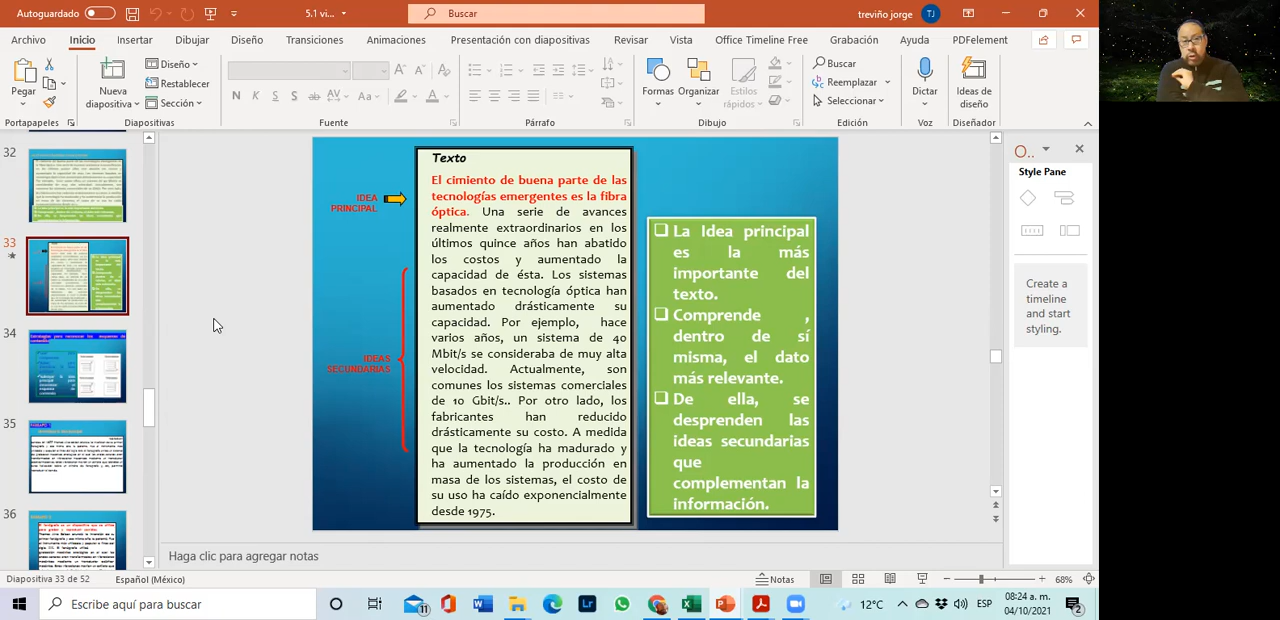 Autoguardado
5.1 vi...
Buscar
treviño jorge
TJ
Archivo
Inicio
Insertar
Dibujar
Diseño
Transiciones
Animaciones
Presentación con diapositivas
Revisar
Vista
Office Timeline Free
Grabación
Ayuda
PDFelement
Pegar
Nueva
diapositiva
Diseño
Restablecer
Sección
N K S S ab AV Aa A
Formas
Organizar
Estilos
rápidos
Buscar
Reemplazar
Seleccionar
Dictar
Ideas de
diseño
Portapapeles
Diapositivas
Fuente
Párrafo
Dibujo
Edición
Voz
Diseñador
32
33
34
35
36
IDEA
PRINCIPAL
IDEAS
SECUNDARIAS
Texto
El cimiento de buena parte de las
tecnologías emergentes es la fibra
óptica. Una serie de avances
realmente extraordinarios en los
últimos quince años han abatido
los costos y aumentado la
capacidad de ésta. Los sistemas
basados en tecnología óptica han
aumentado drásticamente su
capacidad. Por ejemplo, hace
varios años, un sistema de 40
Mbit/s se consideraba de muy alta
velocidad. Actualmente, son
comunes los sistemas comerciales
de 10 Gbit/s.. Por otro lado, los
fabricantes han reducido
drásticamente su costo. A medida
que la tecnología ha madurado y
ha aumentado la producción en
masa de los sistemas, el costo de
su uso ha caído exponencialmente
desde 1975.
La Idea principal
es la más
importante del
texto.
Comprende ,
dentro de sí
misma, el dato
más relevante.
De ella, se
desprenden las
ideas secundarias
que
complementan la
información.
O..
Style Pane
Create a
timeline
and start
styling.
Haga clic para agregar notas
Diapositiva 33 de 52
Español (México)
Notas
68%
Escribe aquí para buscar
11
12°C
ESP
08:24 a. m.
04/10/2021
2